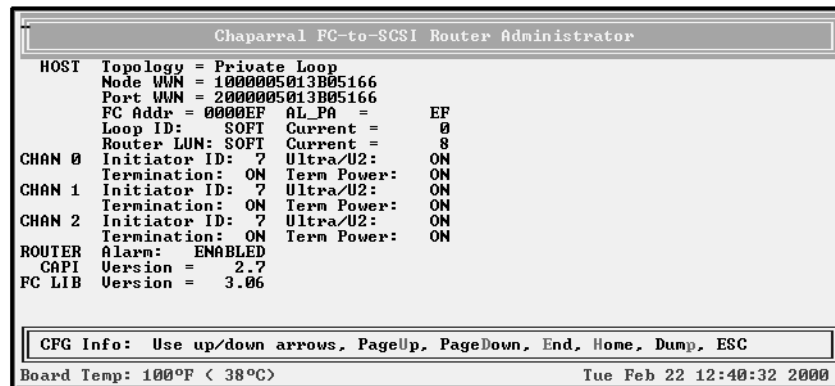 Chaparral FC-to-SCSI Router Administrator
HOST Topology = Private Loop
Node WWN = 1000005013B05166
Port WWN = 2000005013B05166
FC Addr = 0000EF AL_PA = EF
Loop ID: SOFT Current = 0
Router LUN: SOFT Current = 8
CHAN 0 Initiator ID: 7 Ultra/U2: ON
Termination: ON Term Power: ON
CHAN 1 Initiator ID: 7 Ultra/U2: ON
Termination: ON Term Power: ON
CHAN 2 Initiator ID: 7 Ultra/U2: ON
Termination: ON Term Power: ON
ROUTER Alarm: ENABLED
CAPI Version = 2.7
FC LIB Version = 3.06
CFG Info: Use up/down arrows, PageUp, PageDown, End, Home, Dump, ESC
Board Temp: 100ºF ( 38ºC) Tue Feb 22 12:40:32 2000